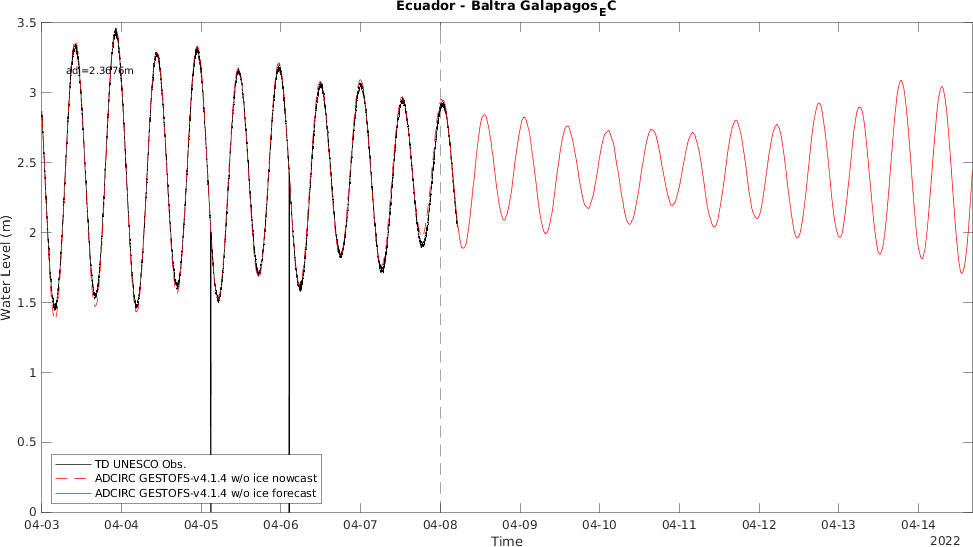 Ecuador - Baltra Galapagos_EC
3.5
adj=2.3676m
3
2.5
2
Water Level (m)
1.5
1
0.5
TD UNESCO Obs.
ADCIRC GESTOFS-v4.1.4 w/o ice nowcast
ADCIRC GESTOFS-v4.1.4 w/o ice forecast
0
04-03 04-04 04-05 04-06 04-07 04-08 04-09 04-10 04-11 04-12 04-13 04-14
Time
2022